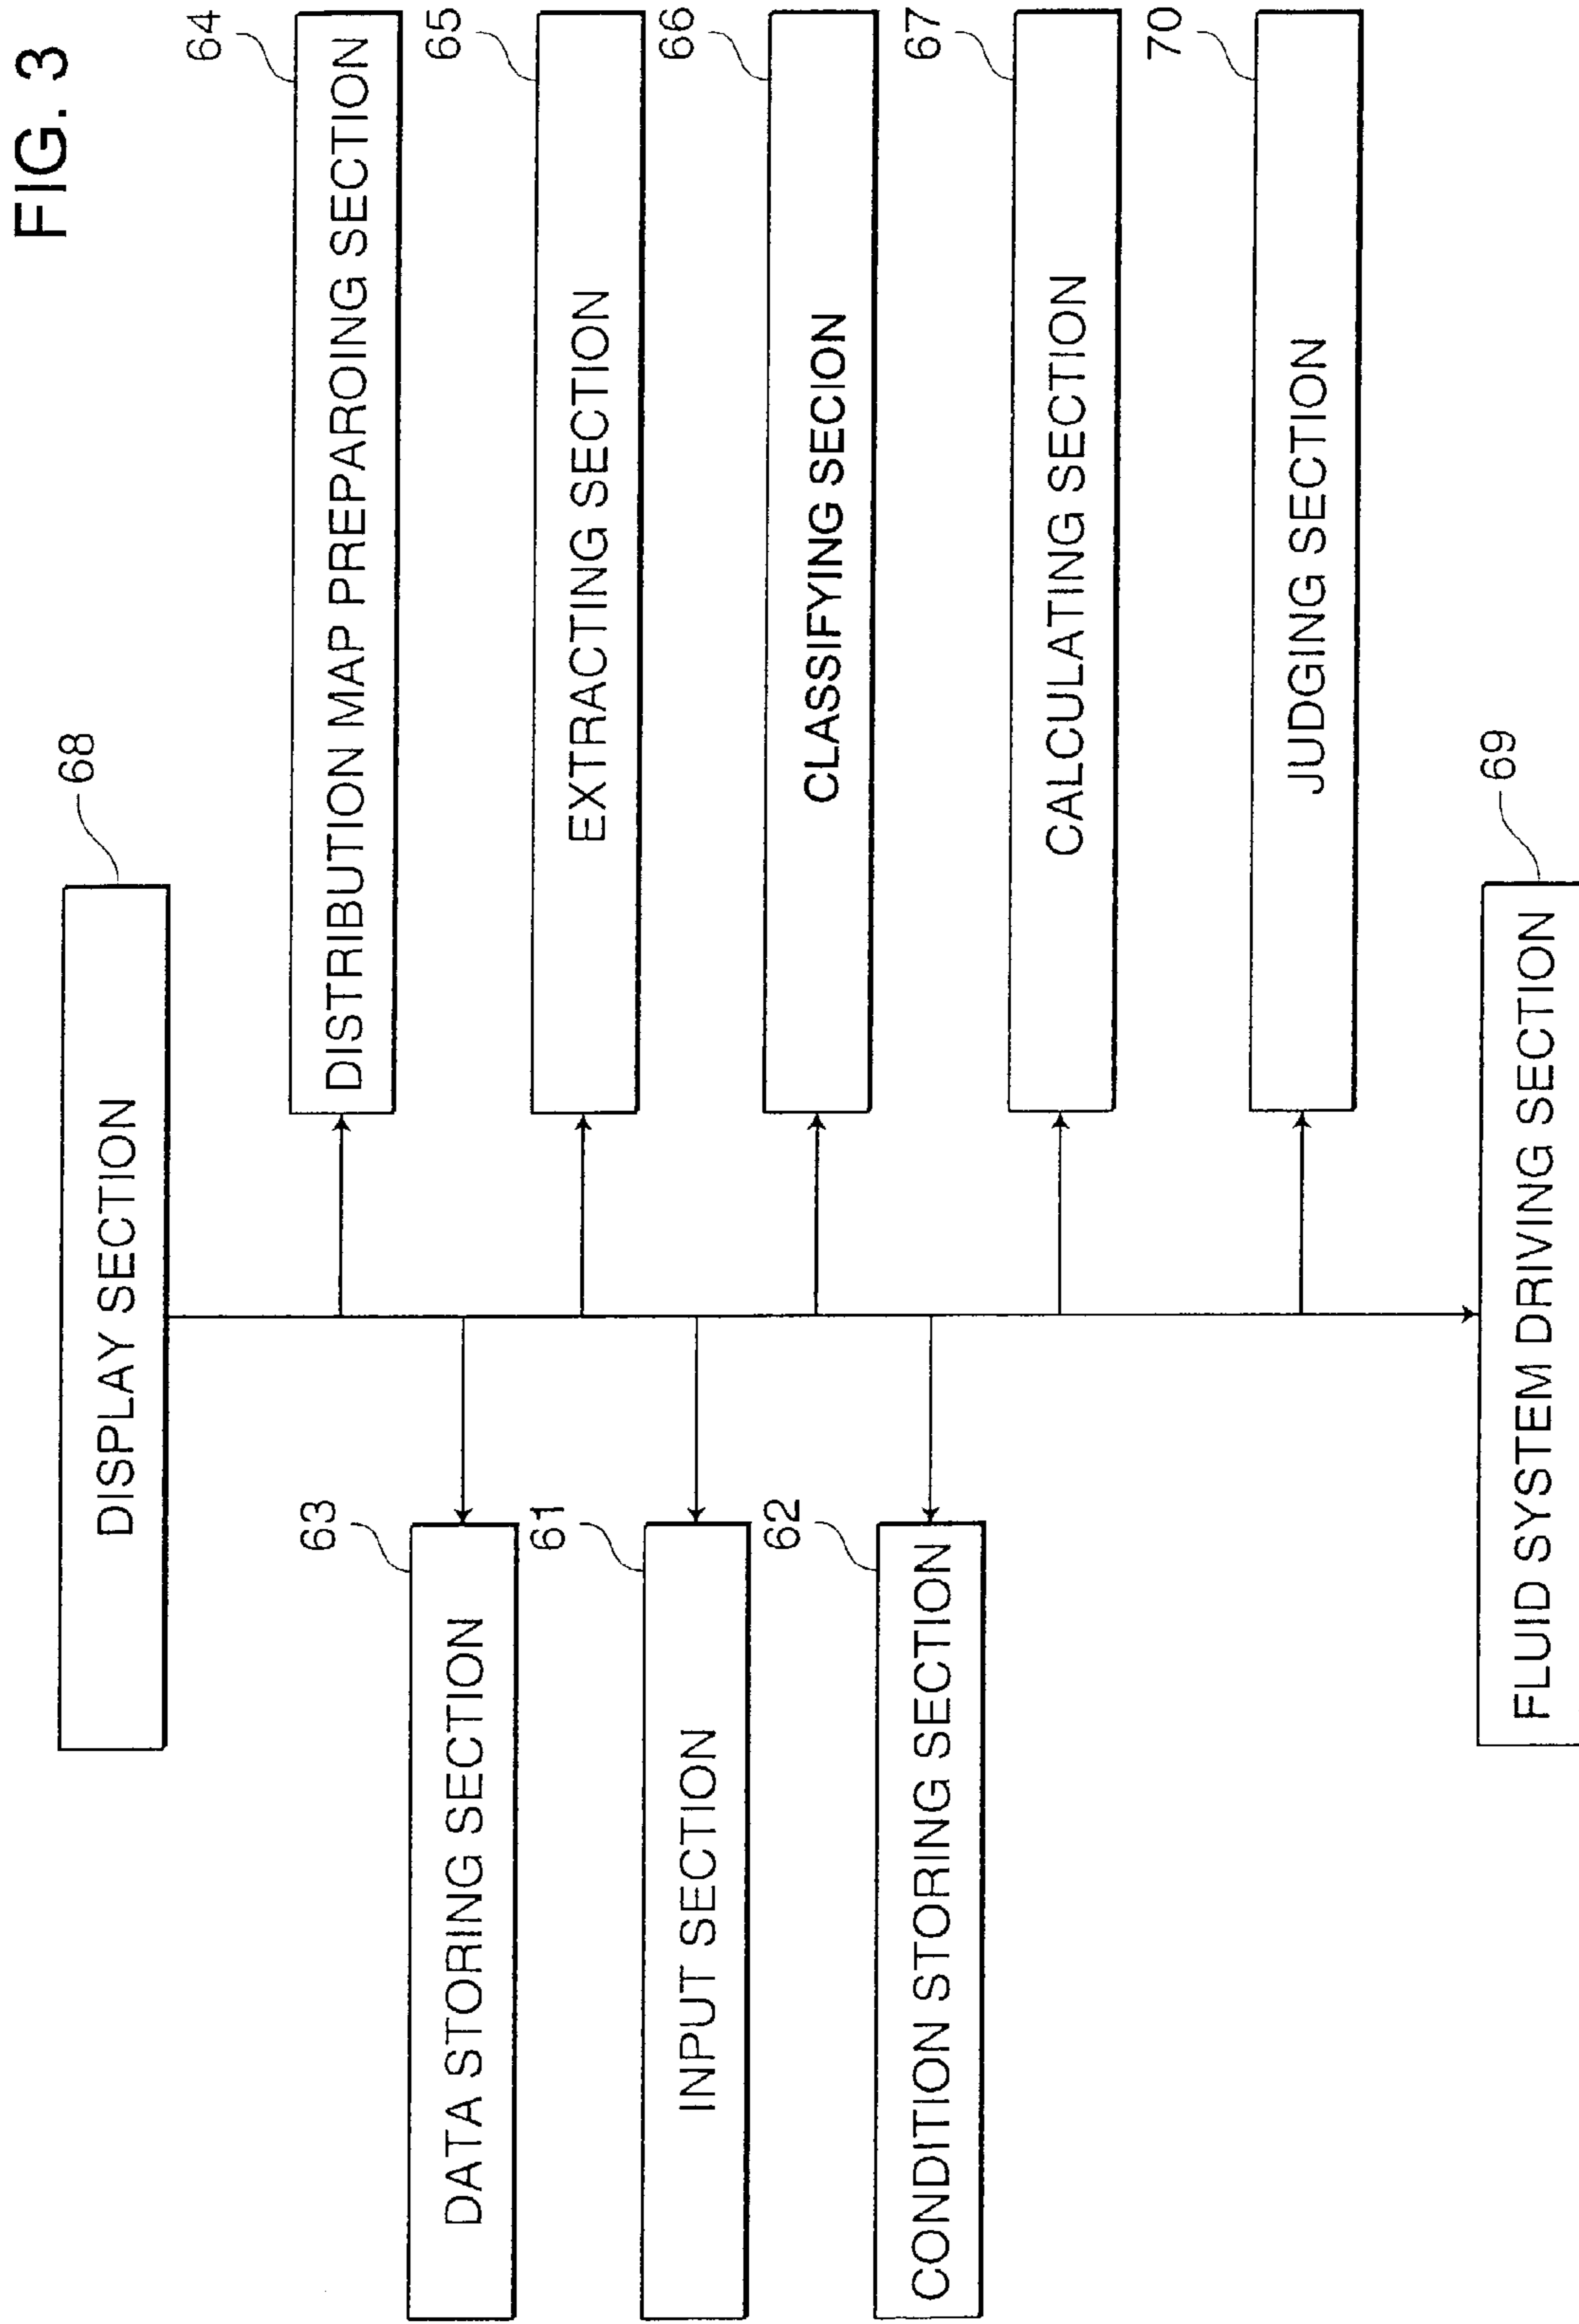 FIG. 3
68
DISPLAY SECTION
64
DISTRIBUTION MAP PREPAROING SECTION
63
DATA STORING SECTION
65
EXTRACTING SECTION
61
INPUT SECTION
66
CLASSIFYING SECION
62
CONDITION STORING SECTION
67
CALCULATING SECTION
70
JUDGING SECTION
69
FLUID SYSTEM DRIVING SECTION